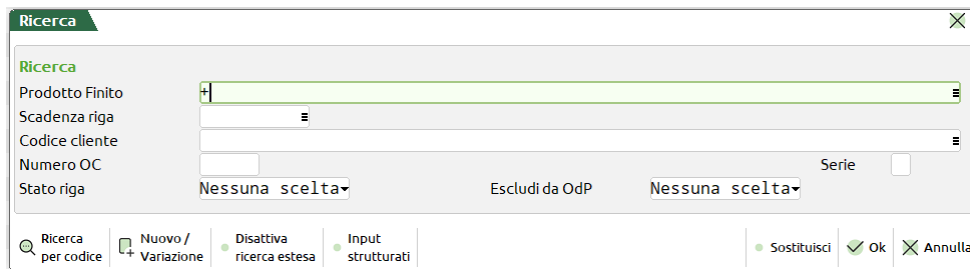 Ricerca
Ricerca
Prodotto Finito +
Scadenza riga
Codice cliente
Numero OC Serie
Stato riga Nessuna scelta Escludi da OdP Nessuna scelta
Ricerca per codice
Nuovo / Variazione
Disattiva ricerca estesa
Input strutturati
Sostituisci
Ok
Annulla